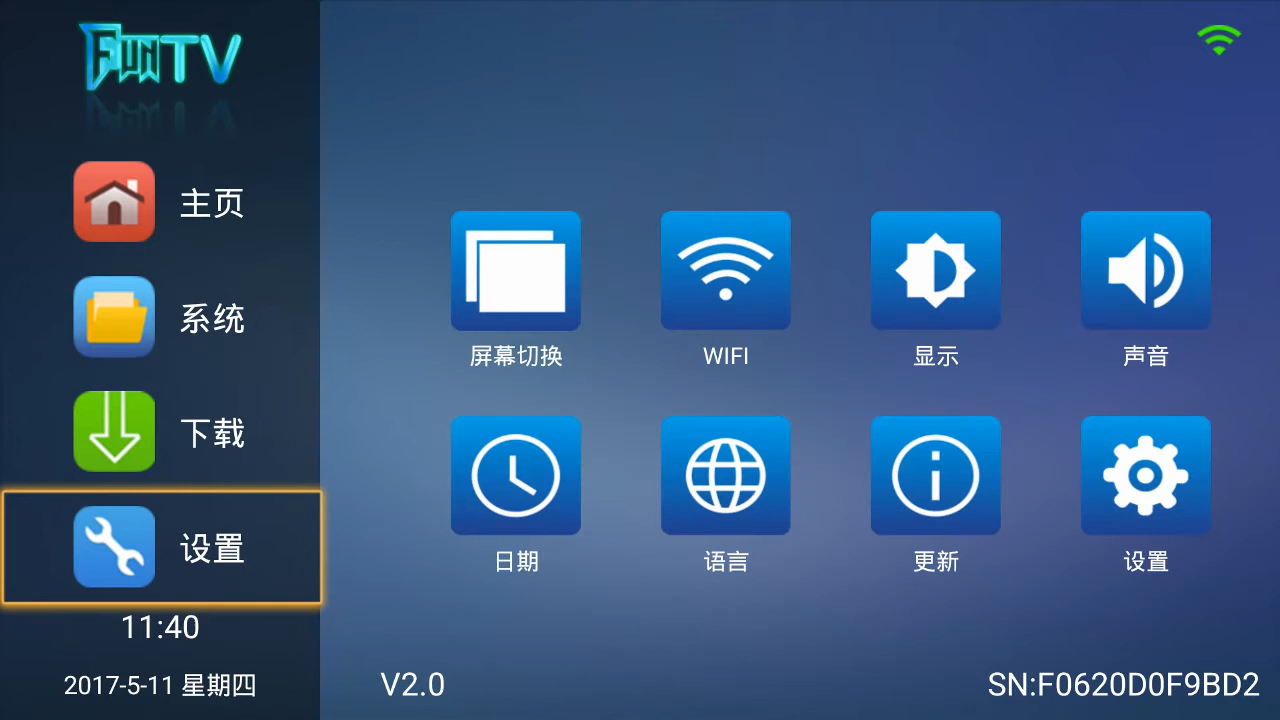 FunTV
主页
系统
下载
设置
11:40
2017-5-11 星期四
屏幕切换
WIFI
显示
声音
日期
语言
更新
设置
V2.0
SN:F0620D0F9BD2